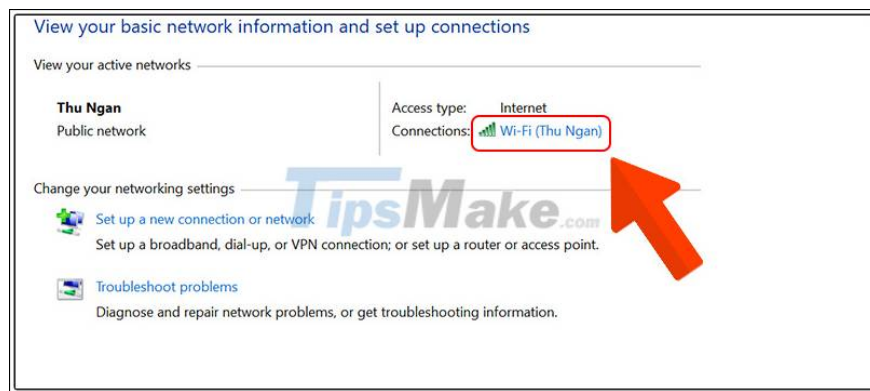 View your basic network information and set up connections
View your active networks
Thu Ngan
Public network
Access type: Internet
Connections: Wi-Fi (Thu Ngan)
Change your networking settings
TipsMake.com
Set up a new connection or network
Set up a broadband, dial-up, or VPN connection; or set up a router or access point.
Troubleshoot problems
Diagnose and repair network problems, or get troubleshooting information.